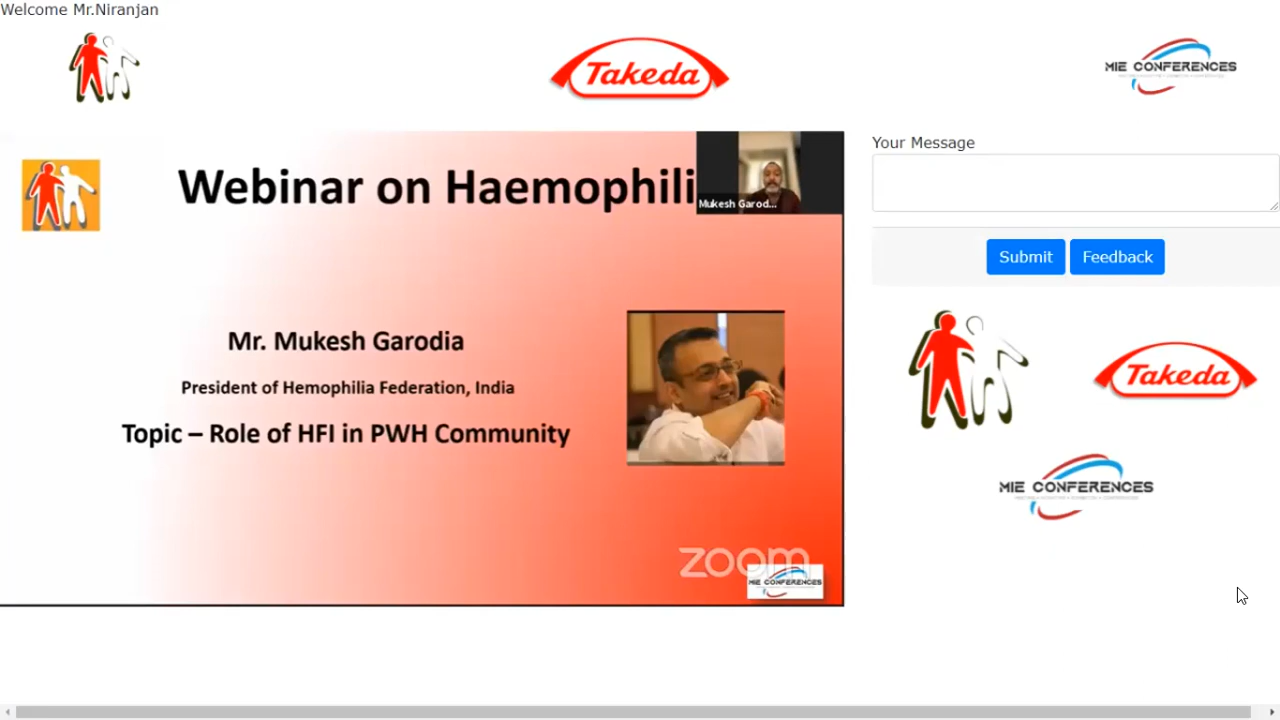 Welcome Mr.Niranjan
Takeda
MIE CONFERENCES
Webinar on Haemophili
Mukesh Garod...
Mr. Mukesh Garodia
President of Hemophilia Federation, India
Topic – Role of HFI in PWH Community
zoom
MIE CONFERENCES
Your Message
Submit
Feedback
Takeda
MIE CONFERENCES